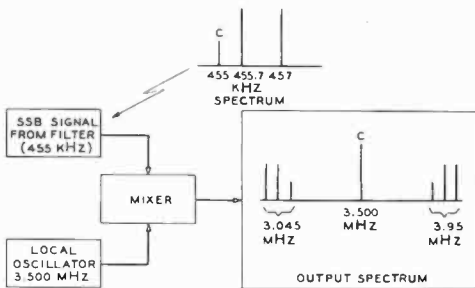 C
455 455.7 457
KHZ
SPECTRUM
SSB SIGNAL
FROM FILTER
(455 KHZ)
MIXER
LOCAL
OSCILLATOR
3.500 MHZ
C
3.045
MHZ
3.500
MHZ
3.95
MHZ
OUTPUT SPECTRUM